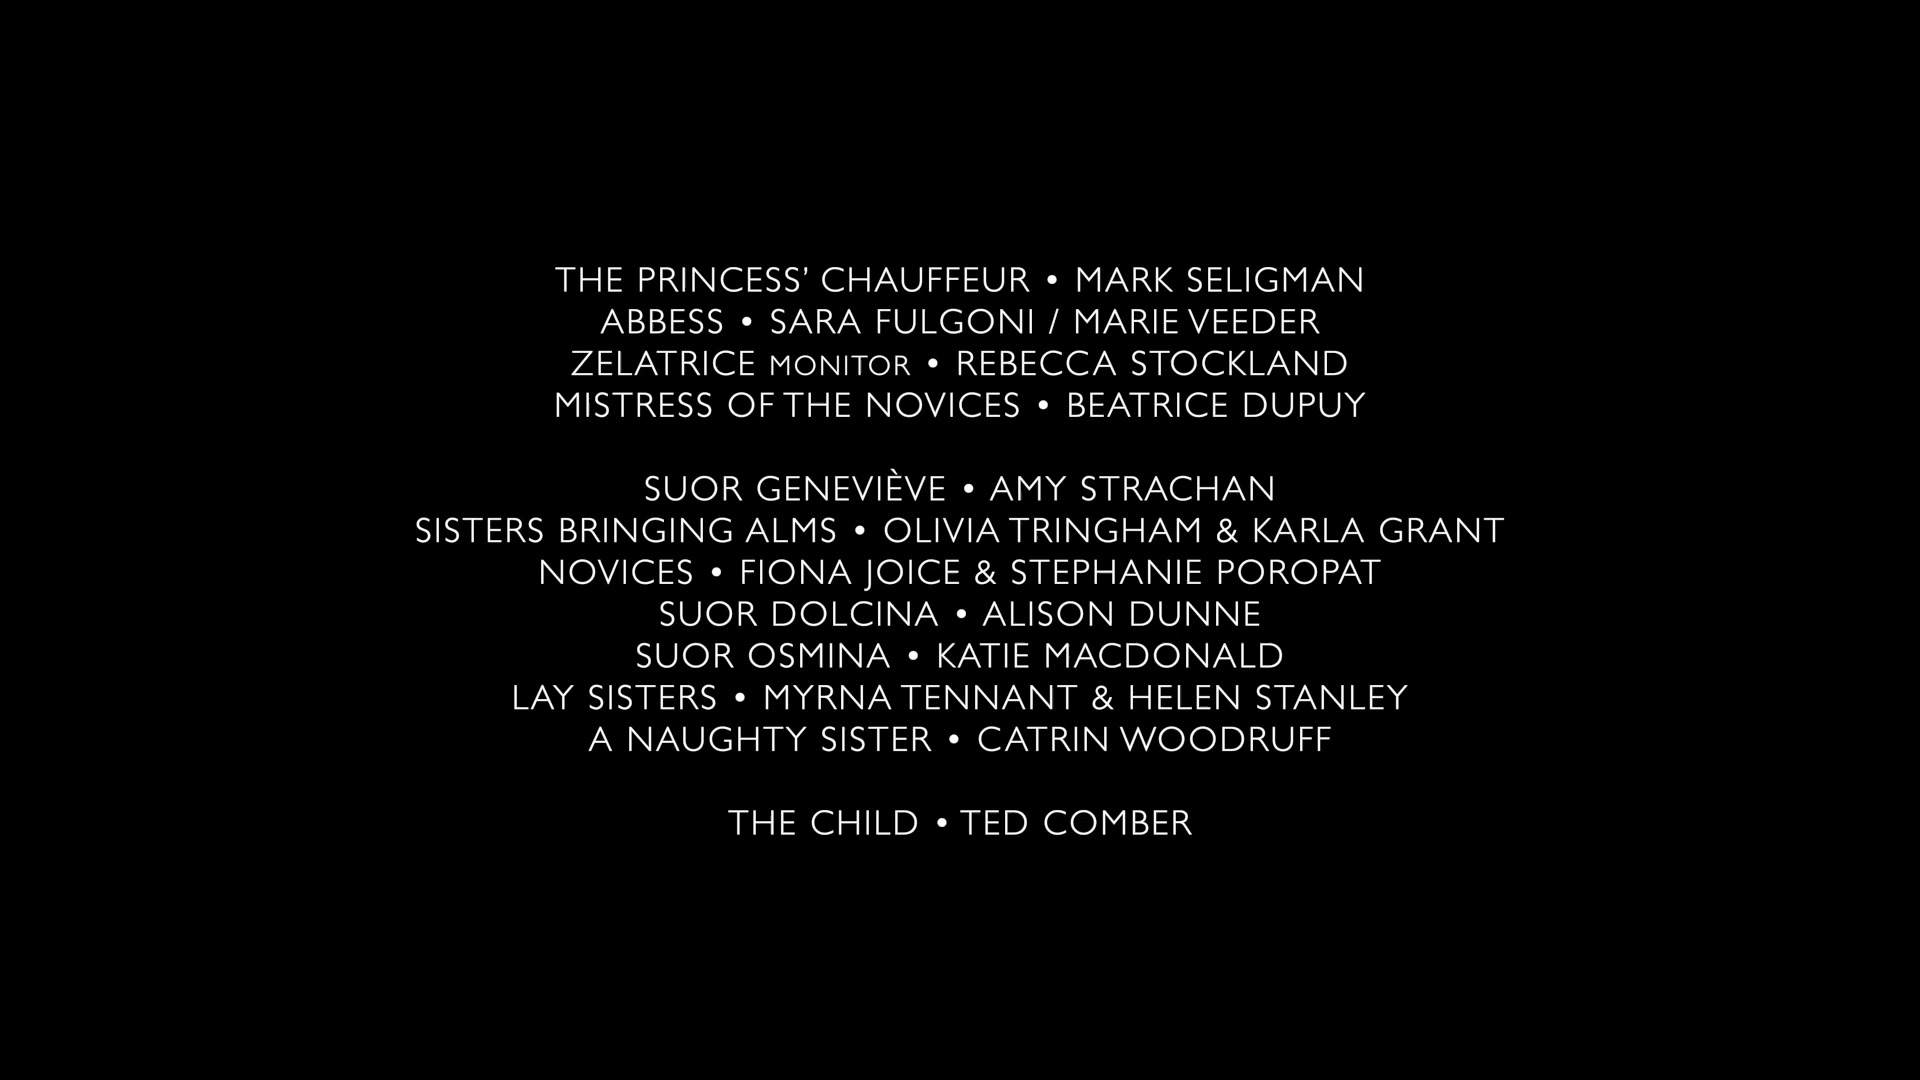 THE PRINCESS’ CHAUFFEUR • MARK SELIGMAN
ABBESS • SARA FULGONI / MARIE VEEDER
ZELATRICE MONITOR • REBECCA STOCKLAND
MISTRESS OF THE NOVICES • BEATRICE DUPUY
SUOR GENEVIÈVE • AMY STRACHAN
SISTERS BRINGING ALMS • OLIVIA TRINGHAM & KARLA GRANT
NOVICES • FIONA JOICE & STEPHANIE POROPAT
SUOR DOLCINA • ALISON DUNNE
SUOR OSMINA • KATIE MACDONALD
LAY SISTERS • MYRNA TENNANT & HELEN STANLEY
A NAUGHTY SISTER • CATRIN WOODRUFF
THE CHILD • TED COMBER